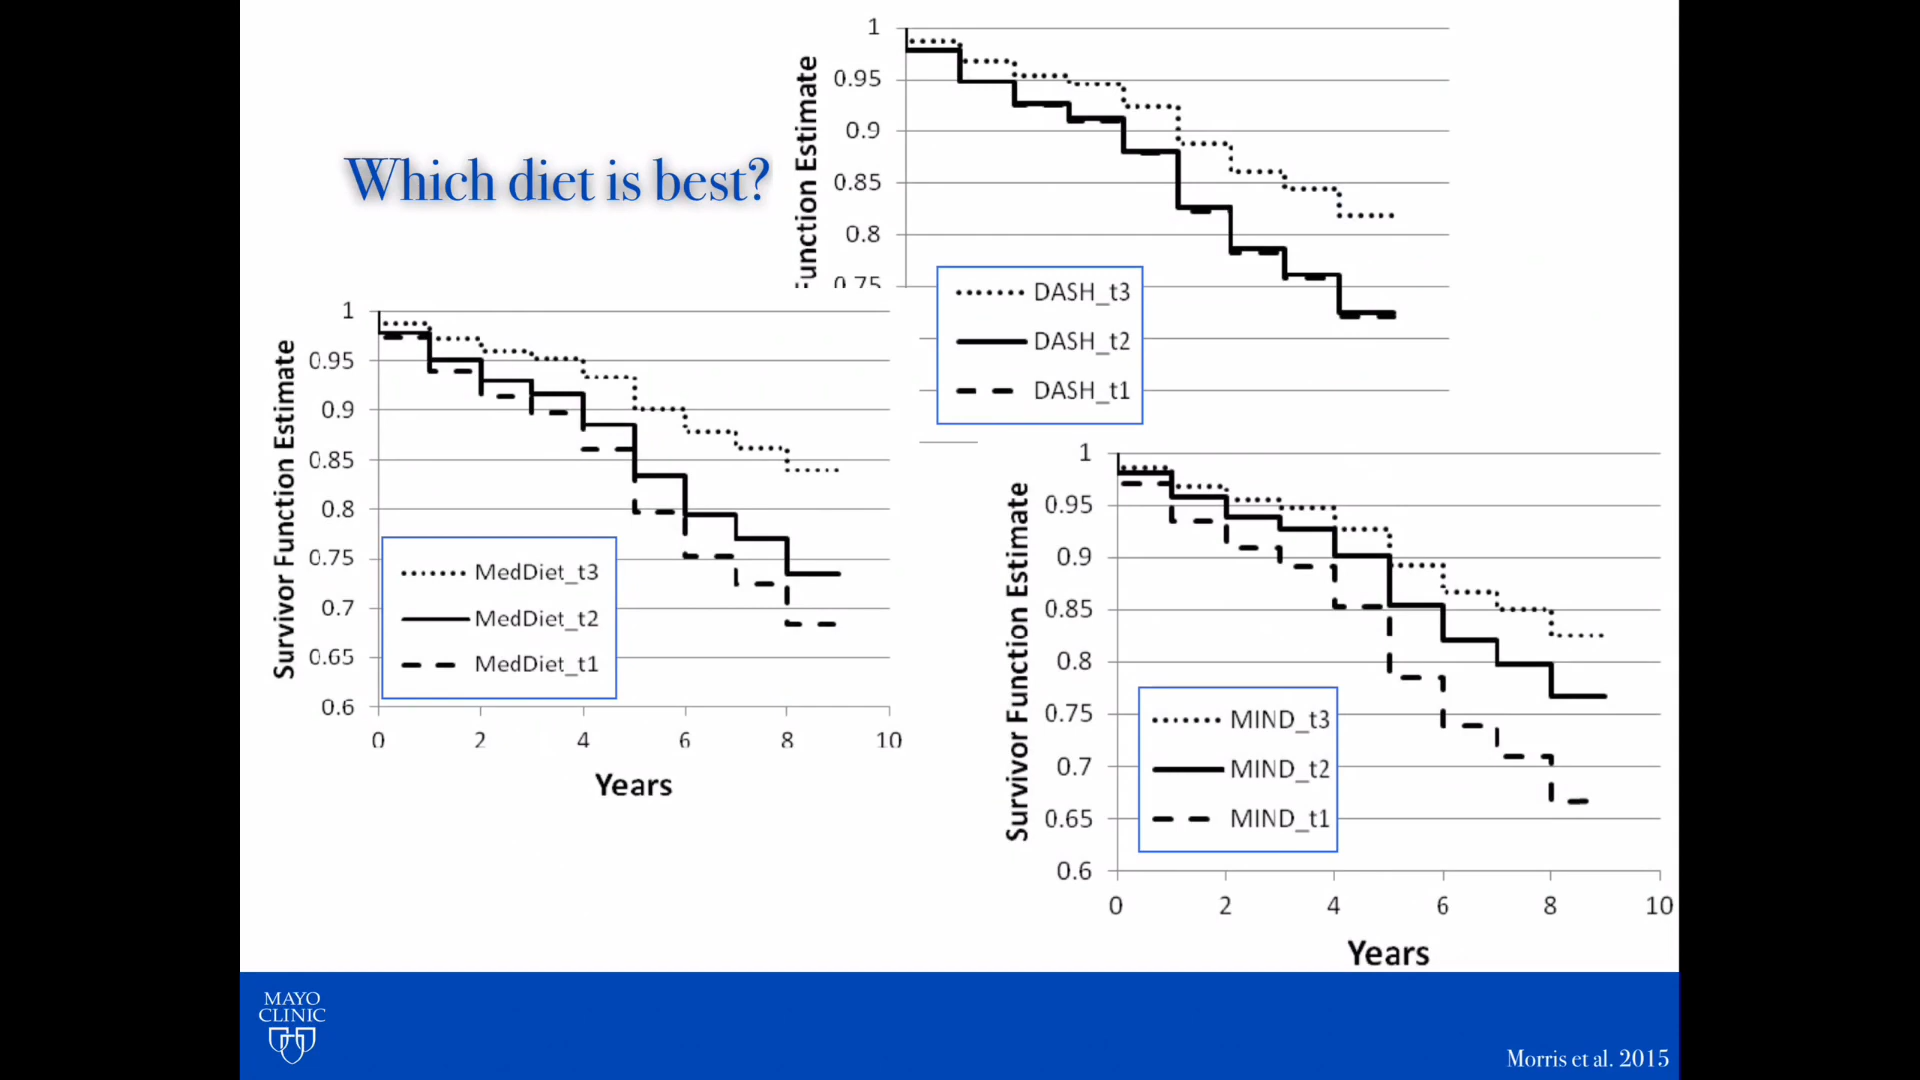 Which diet is best?
Function Estimate
1
0.95
0.9
0.85
0.8
0.75
DASH_t3
DASH_t2
DASH_t1
Survivor Function Estimate
1
0.95
0.9
0.85
0.8
0.75
0.7
0.65
0.6
MedDiet_t3
MedDiet_t2
MedDiet_t1
0 2 4 6 8 10
Years
Survivor Function Estimate
1
0.95
0.9
0.85
0.8
0.75
0.7
0.65
0.6
MIND_t3
MIND_t2
MIND_t1
0 2 4 6 8 10
Years
MAYO
CLINIC
Morris et al. 2015